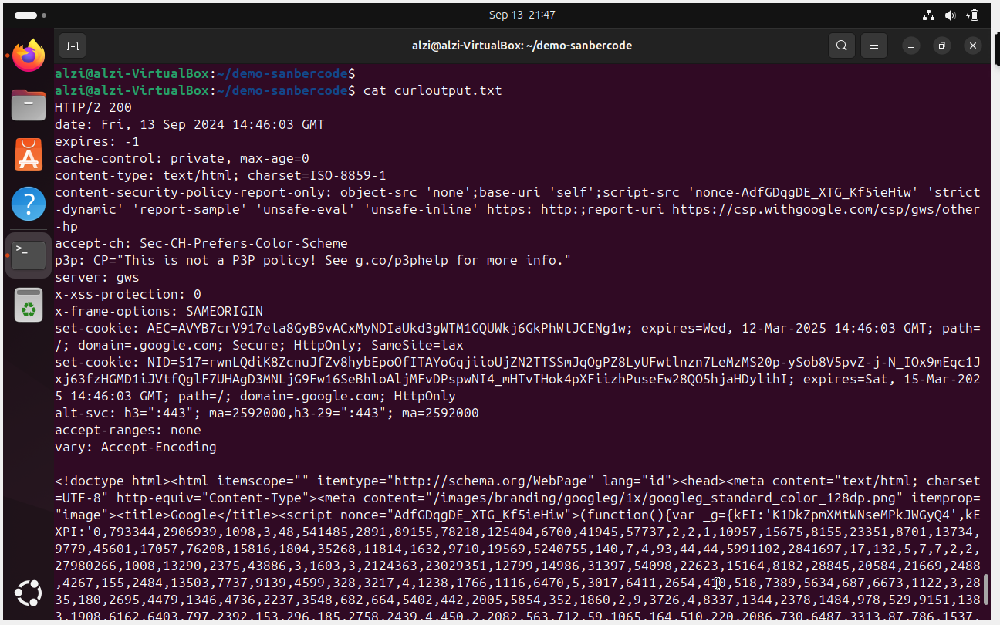 Sep 13 21:47
alzi@alzi-VirtualBox: ~/demo-sanbercode
alzi@alzi-VirtualBox:~/demo-sanbercode$
alzi@alzi-VirtualBox:~/demo-sanbercode$ cat curloutput.txt
HTTP/2 200
date: Fri, 13 Sep 2024 14:46:03 GMT
expires: -1
cache-control: private, max-age=0
content-type: text/html; charset=ISO-8859-1
content-security-policy-report-only: object-src 'none';base-uri 'self';script-src 'nonce-AdfGDqgDE_XTG_Kf5ieHiw' 'strict
-dynamic' 'report-sample' 'unsafe-eval' 'unsafe-inline' https: http:;report-uri https://csp.withgoogle.com/csp/gws/other
-hp
accept-ch: Sec-CH-Prefers-Color-Scheme
p3p: CP="This is not a P3P policy! See g.co/p3phelp for more info."
server: gws
x-xss-protection: 0
x-frame-options: SAMEORIGIN
set-cookie: AEC=AVYB7crV917ela8GyB9vACxMyNDIaUkd3gWTM1GQUWkj6GkPhWlJCENg1w; expires=Wed, 12-Mar-2025 14:46:03 GMT; path=
/; domain=.google.com; Secure; HttpOnly; SameSite=lax
set-cookie: NID=517=rwnLQdiK8ZcnuJfZv8hybEpoOfITAYoGqjiioUjZN2TTSSmJqOgPZ8LyUFwtlnzn7LeMzMS20p-ySob8V5pvZ-j-N_IOx9mEqc1J
xj63fzHGMD1iJVtfQglF7UHAgD3MNLjG9Fw16SeBhloAljMFvDPspwNI4_mHTvTHok4pXFiizhPuseEw28QO5hjaHDylihI; expires=Sat, 15-Mar-202
5 14:46:03 GMT; path=/; domain=.google.com; HttpOnly
alt-svc: h3=":443"; ma=2592000,h3-29=":443"; ma=2592000
accept-ranges: none
vary: Accept-Encoding
<!doctype html><html itemscope="" itemtype="http://schema.org/WebPage" lang="id"><head><meta content="text/html; charset
=UTF-8" http-equiv="Content-Type"><meta content="/images/branding/googleg/1x/googleg_standard_color_128dp.png" itemprop=
"image"><title>Google</title><script nonce="AdfGDqgDE_XTG_Kf5ieHiw">(function(){var _g={kEI:'K1DkZpmXMtWNseMPkJWGyQ4',kE
XPI:'0,793344,2906939,1098,3,48,541485,2891,89155,78218,125404,6700,41945,57737,2,2,1,10957,15675,8155,23351,8701,13734,
9779,45601,17057,76208,15816,1804,35268,11814,1632,9710,19569,5240755,140,7,4,93,44,44,5991102,2841697,17,132,5,7,7,2,2,
27980266,1008,13290,2375,43886,3,1603,3,2124363,23029351,12799,14986,31397,54098,22623,15164,8182,28845,20584,21669,2488
,4267,155,2484,13503,7737,9139,4599,328,3217,4,1238,1766,1116,6470,5,3017,6411,2654,4 0,518,7389,5634,687,6673,1122,3,28
35,180,2695,4479,1346,4736,2237,3548,682,664,5402,442,2005,5854,352,1860,2,9,3726,4,8337,1344,2378,1484,978,529,9151,138
3,1908,6162,6403,797,2392,153,296,185,2758,2439,4,450,2,2082,563,712,59,1065,164,510,220,2086,730,6487,3313,87,786,1537,